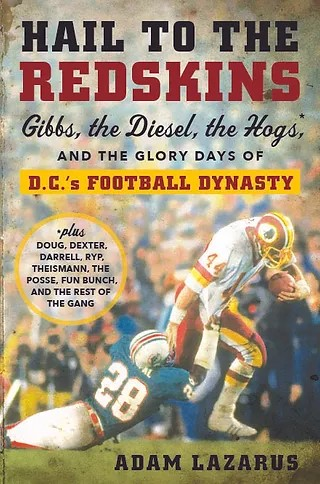 HAIL TO THE
REDSKINS
Gibbs, the Diesel, the Hogs,*
AND THE GLORY DAYS OF
D.C.'s FOOTBALL DYNASTY
*plus
DOUG, DEXTER,
DARRELL, RYP,
THEISMANN, THE
POSSE, FUN BUNCH,
AND THE REST OF
THE GANG
44
28
ADAM LAZARUS